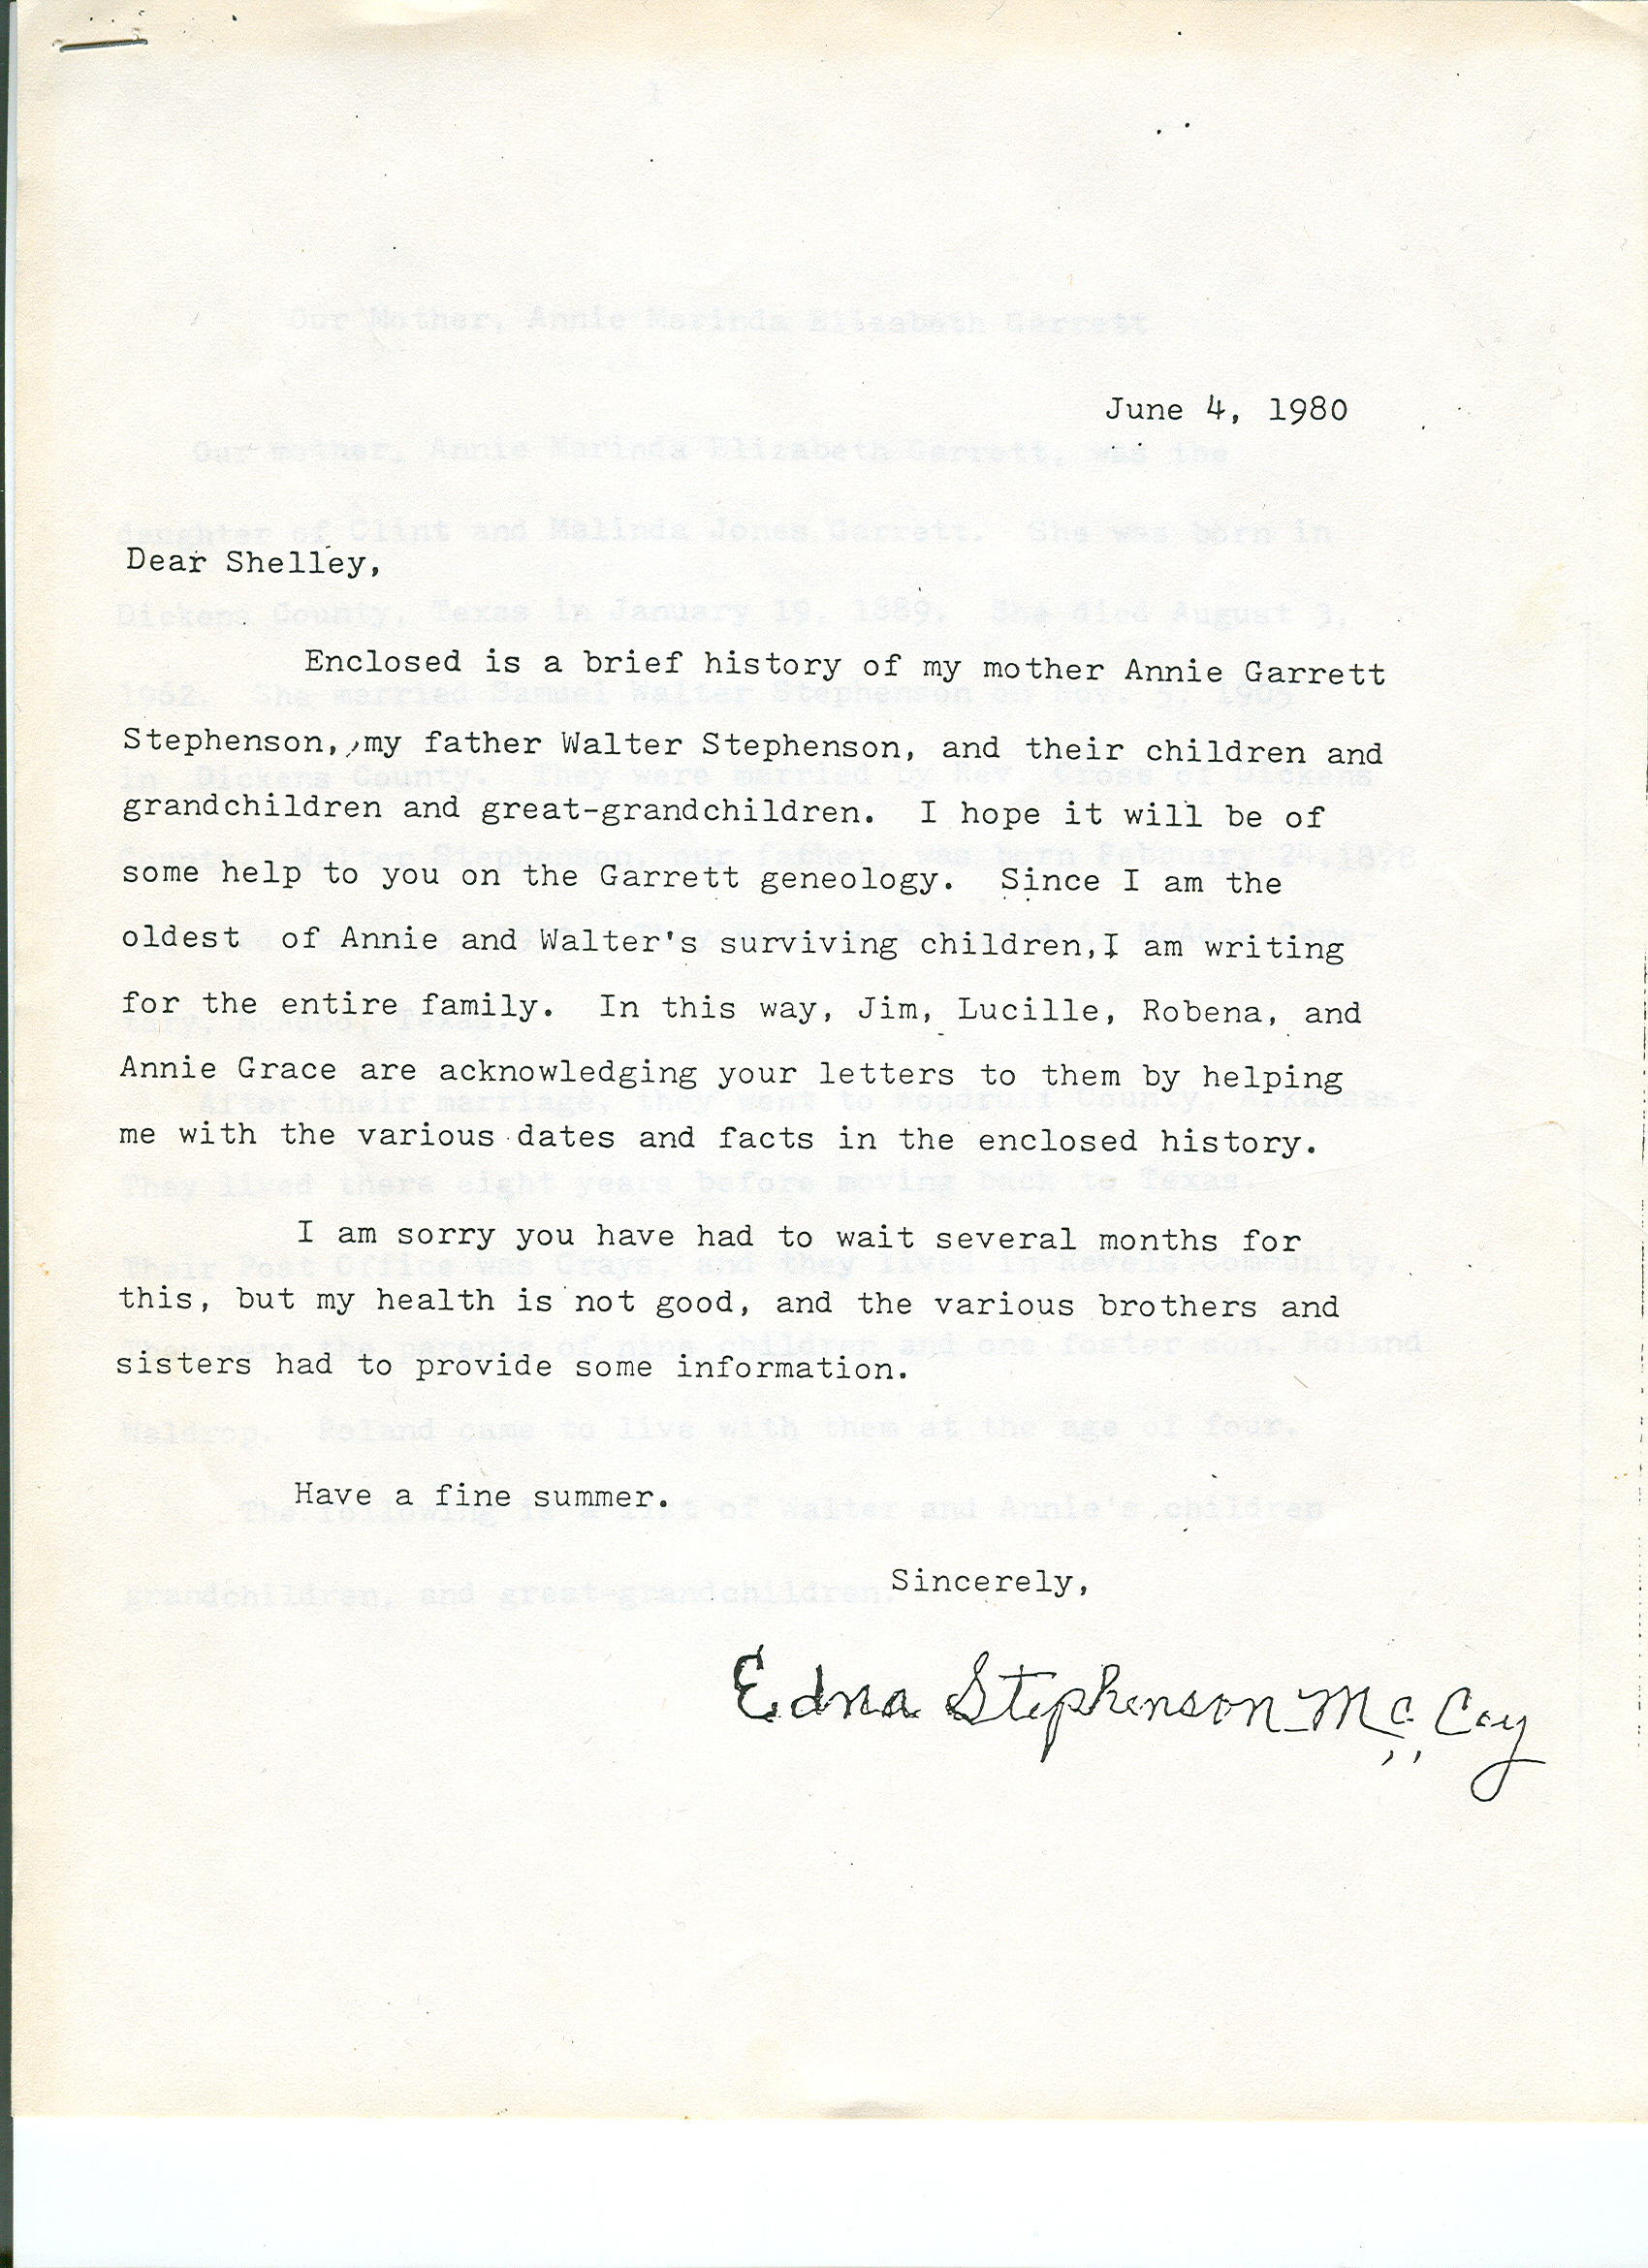 June 4, 1980
Dear Shelley,
Enclosed is a brief history of my mother Annie Garrett
Stephenson, my father Walter Stephenson, and their children and
grandchildren and great-grandchildren. I hope it will be of
some help to you on the Garrett geneology. Since I am the
oldest of Annie and Walter's surviving children,I am writing
for the entire family. In this way, Jim, Lucille, Robena, and
Annie Grace are acknowledging your letters to them by helping
me with the various dates and facts in the enclosed history.
I am sorry you have had to wait several months for
this, but my health is not good, and the various brothers and
sisters had to provide some information.
Have a fine summer.
Sincerely,
Edna Stephenson McCoy